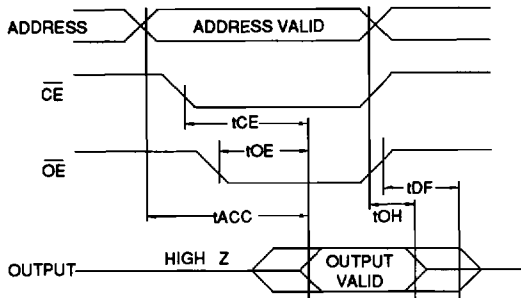 ADDRESS
ADDRESS VALID
CE
tCE
OE
tOE
tDF
tACC
tOH
OUTPUT
HIGH Z
OUTPUT
VALID